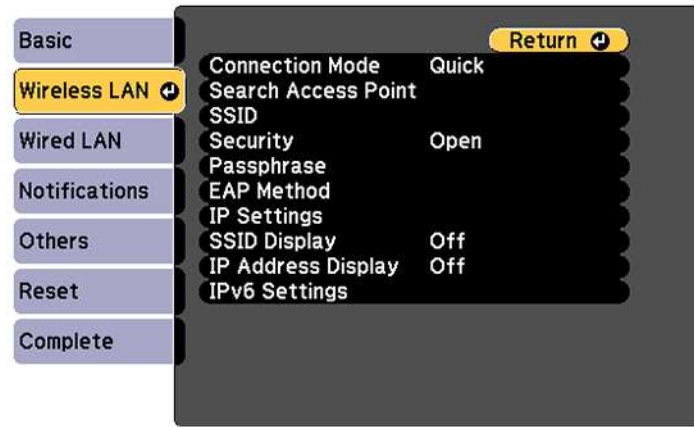 Basic
Wireless LAN
Wired LAN
Notifications
Others
Reset
Complete
Return
Connection Mode Quick
Search Access Point
SSID
Security Open
Passphrase
EAP Method
IP Settings
SSID Display Off
IP Address Display Off
IPv6 Settings